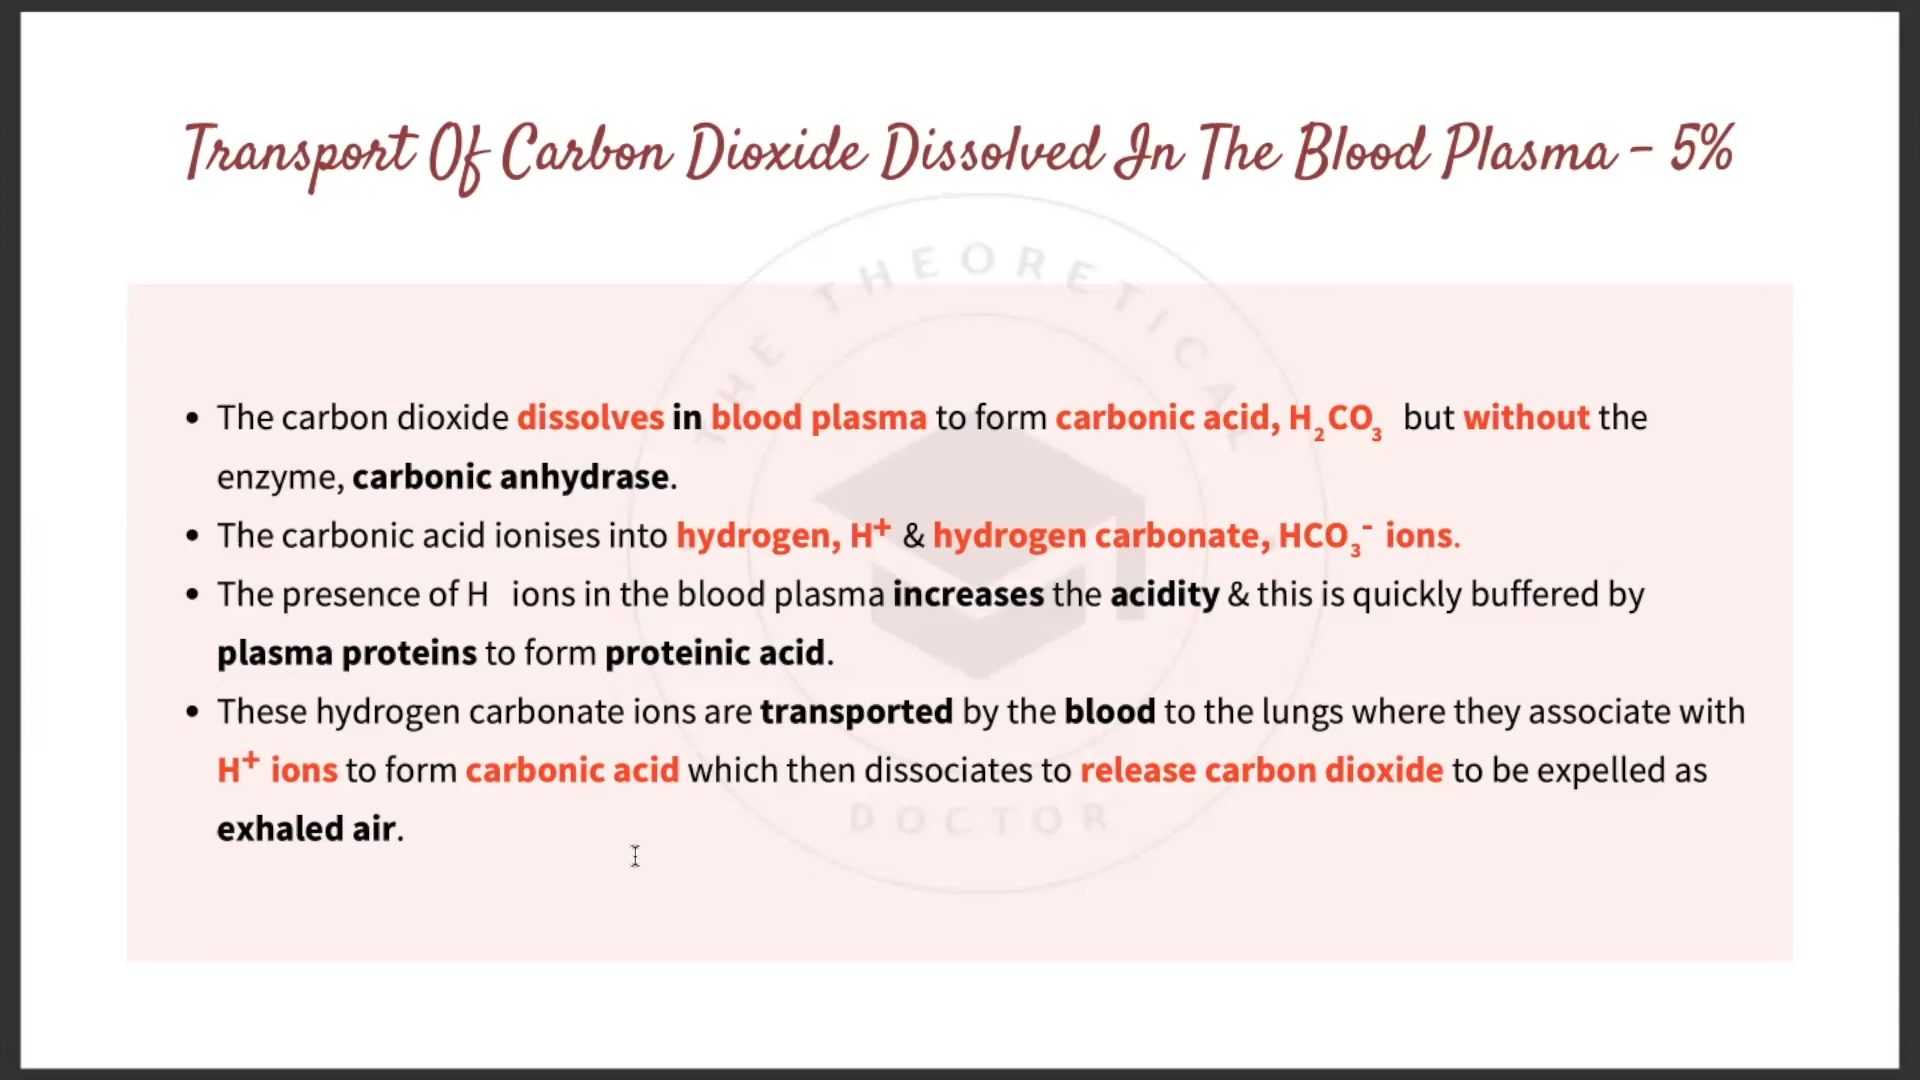 Transport Of Carbon Dioxide Dissolved In The Blood Plasma - 5%
THE THEORETICAL
• The carbon dioxide dissolves in blood plasma to form carbonic acid, H₂CO₃ but without the
enzyme, carbonic anhydrase.
• The carbonic acid ionises into hydrogen, H⁺ & hydrogen carbonate, HCO₃⁻ ions.
• The presence of H ions in the blood plasma increases the acidity & this is quickly buffered by
plasma proteins to form proteinic acid.
• These hydrogen carbonate ions are transported by the blood to the lungs where they associate with
H⁺ ions to form carbonic acid which then dissociates to release carbon dioxide to be expelled as
exhaled air.
DOCTOR